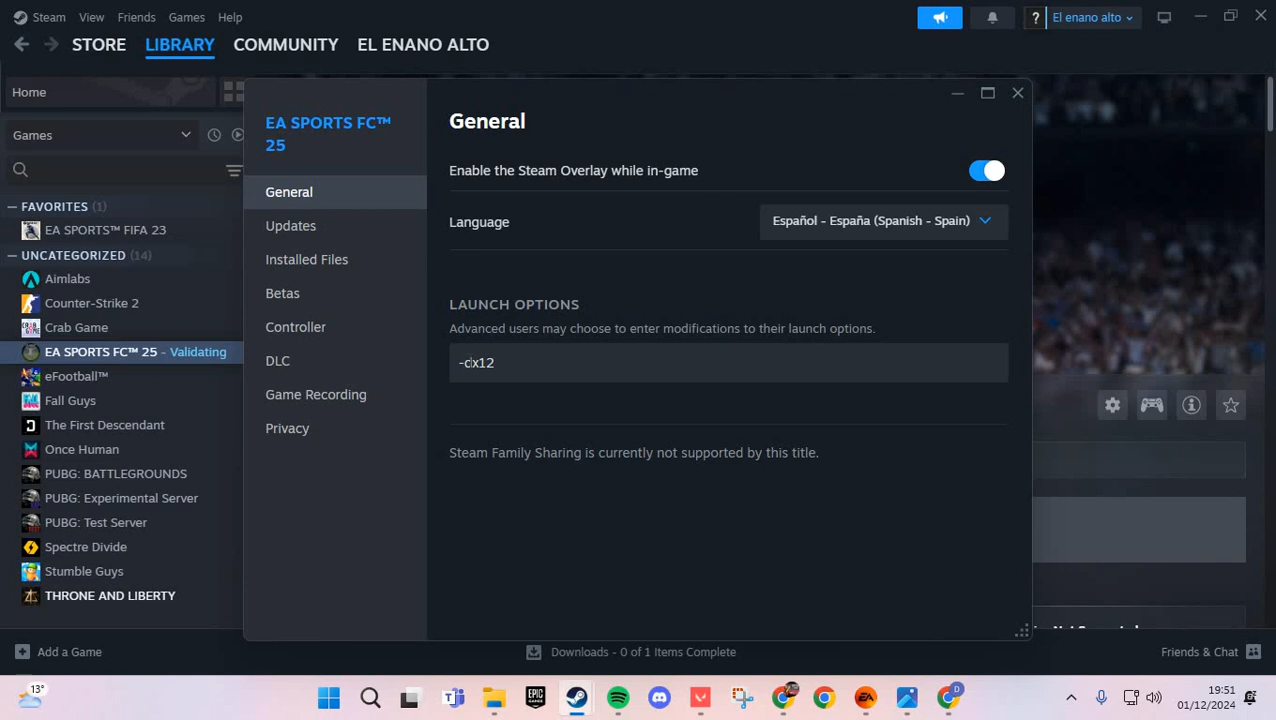 Steam View Friends Games Help ? El enano alto
STORE LIBRARY COMMUNITY EL ENANO ALTO
Home
Games
FAVORITES (1)
EA SPORTS™ FIFA 23
UNCATEGORIZED (14)
Aimlabs
Counter-Strike 2
Crab Game
EA SPORTS FC™ 25 - Validating
eFootball™
Fall Guys
The First Descendant
Once Human
PUBG: BATTLEGROUNDS
PUBG: Experimental Server
PUBG: Test Server
Spectre Divide
Stumble Guys
THRONE AND LIBERTY
EA SPORTS FC™
25
General
Updates
Installed Files
Betas
Controller
DLC
Game Recording
Privacy
General
Enable the Steam Overlay while in-game
Language Español - España (Spanish - Spain)
LAUNCH OPTIONS
Advanced users may choose to enter modifications to their launch options.
-dx12
Steam Family Sharing is currently not supported by this title.
Add a Game Downloads - 0 of 1 Items Complete Friends & Chat
13°
EPIC GAMES
EA
D
19:51
01/12/2024